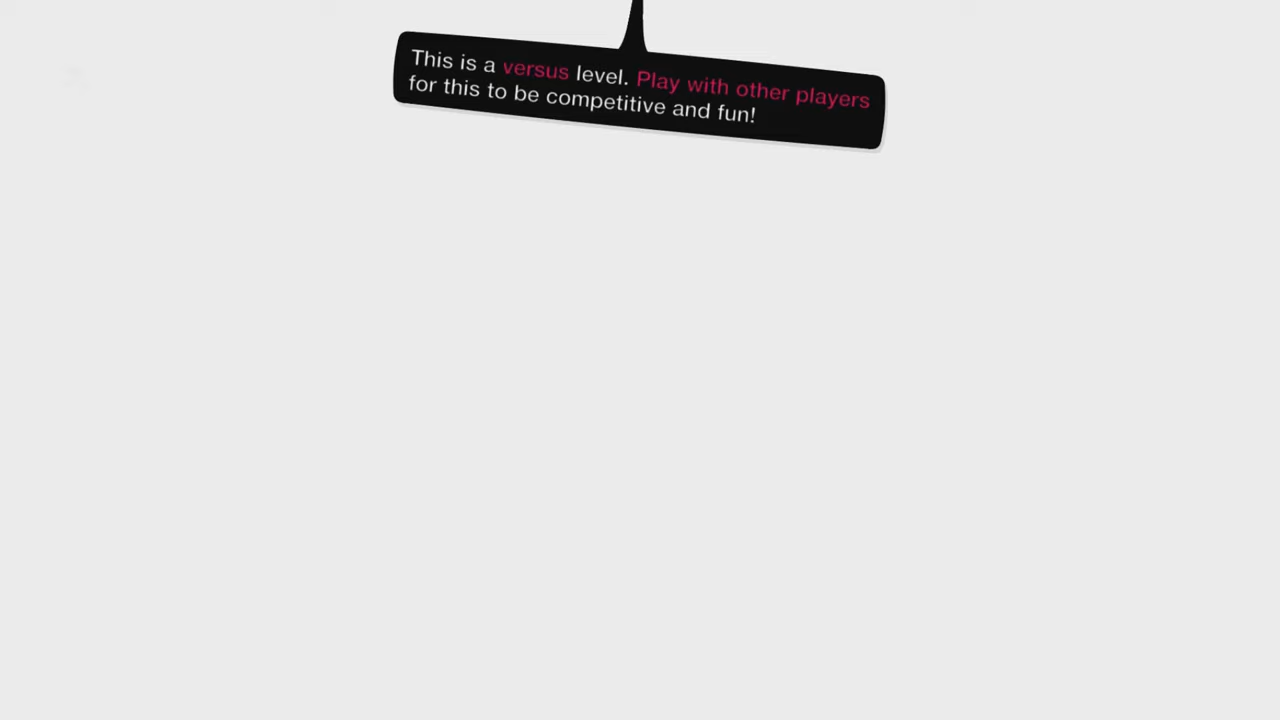 This is a versus level. Play with other players
for this to be competitive and fun!